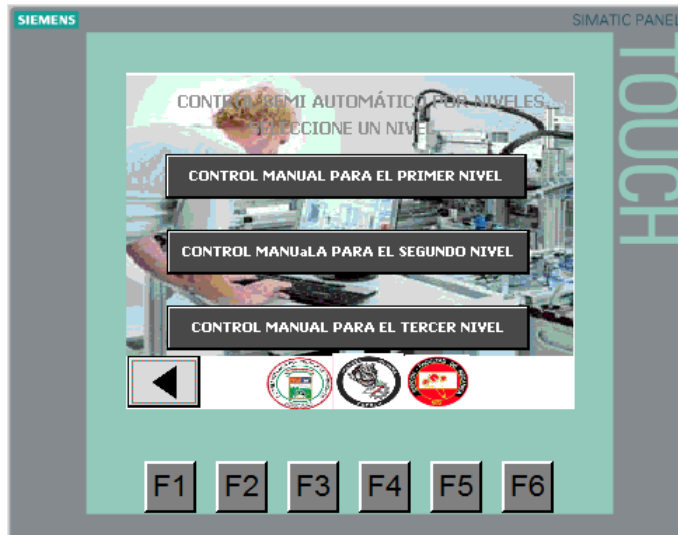 SIEMENS
SIMATIC PANEL
TOUCH
CONTROL SEMI AUTOMÁTICO POR NIVELES
SELECCIONE UN NIVEL
CONTROL MANUAL PARA EL PRIMER NIVEL
CONTROL MANUaLA PARA EL SEGUNDO NIVEL
CONTROL MANUAL PARA EL TERCER NIVEL
F1 F2 F3 F4 F5 F6